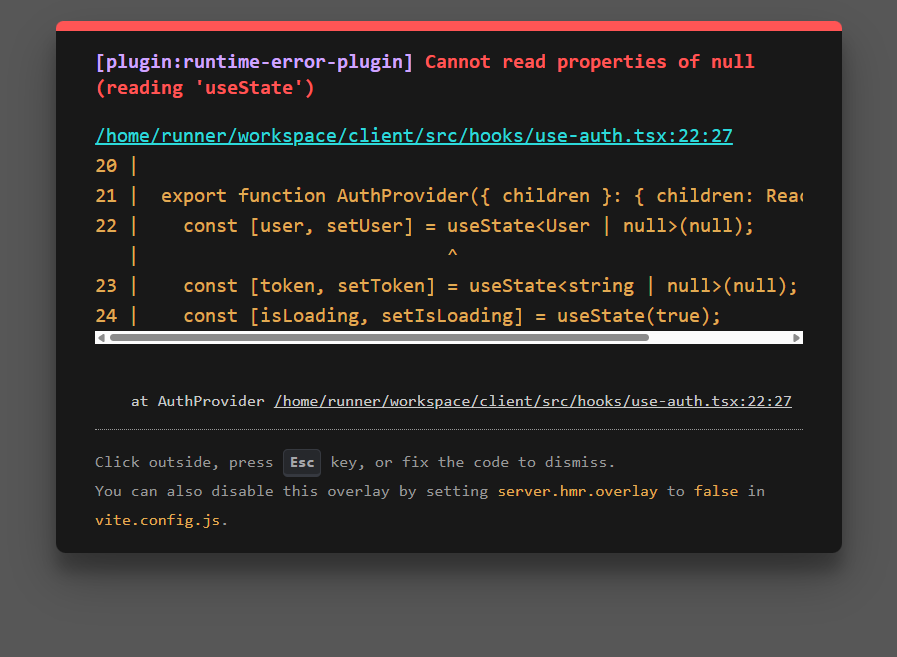 [plugin:runtime-error-plugin] Cannot read properties of null
(reading 'useState')
/home/runner/workspace/client/src/hooks/use-auth.tsx:22:27
20 |
21 |  export function AuthProvider({ children }: { children: Reac
22 |    const [user, setUser] = useState<User | null>(null);
   |                            ^
23 |    const [token, setToken] = useState<string | null>(null);
24 |    const [isLoading, setIsLoading] = useState(true);
at AuthProvider /home/runner/workspace/client/src/hooks/use-auth.tsx:22:27
Click outside, press Esc key, or fix the code to dismiss.
You can also disable this overlay by setting server.hmr.overlay to false in
vite.config.js.